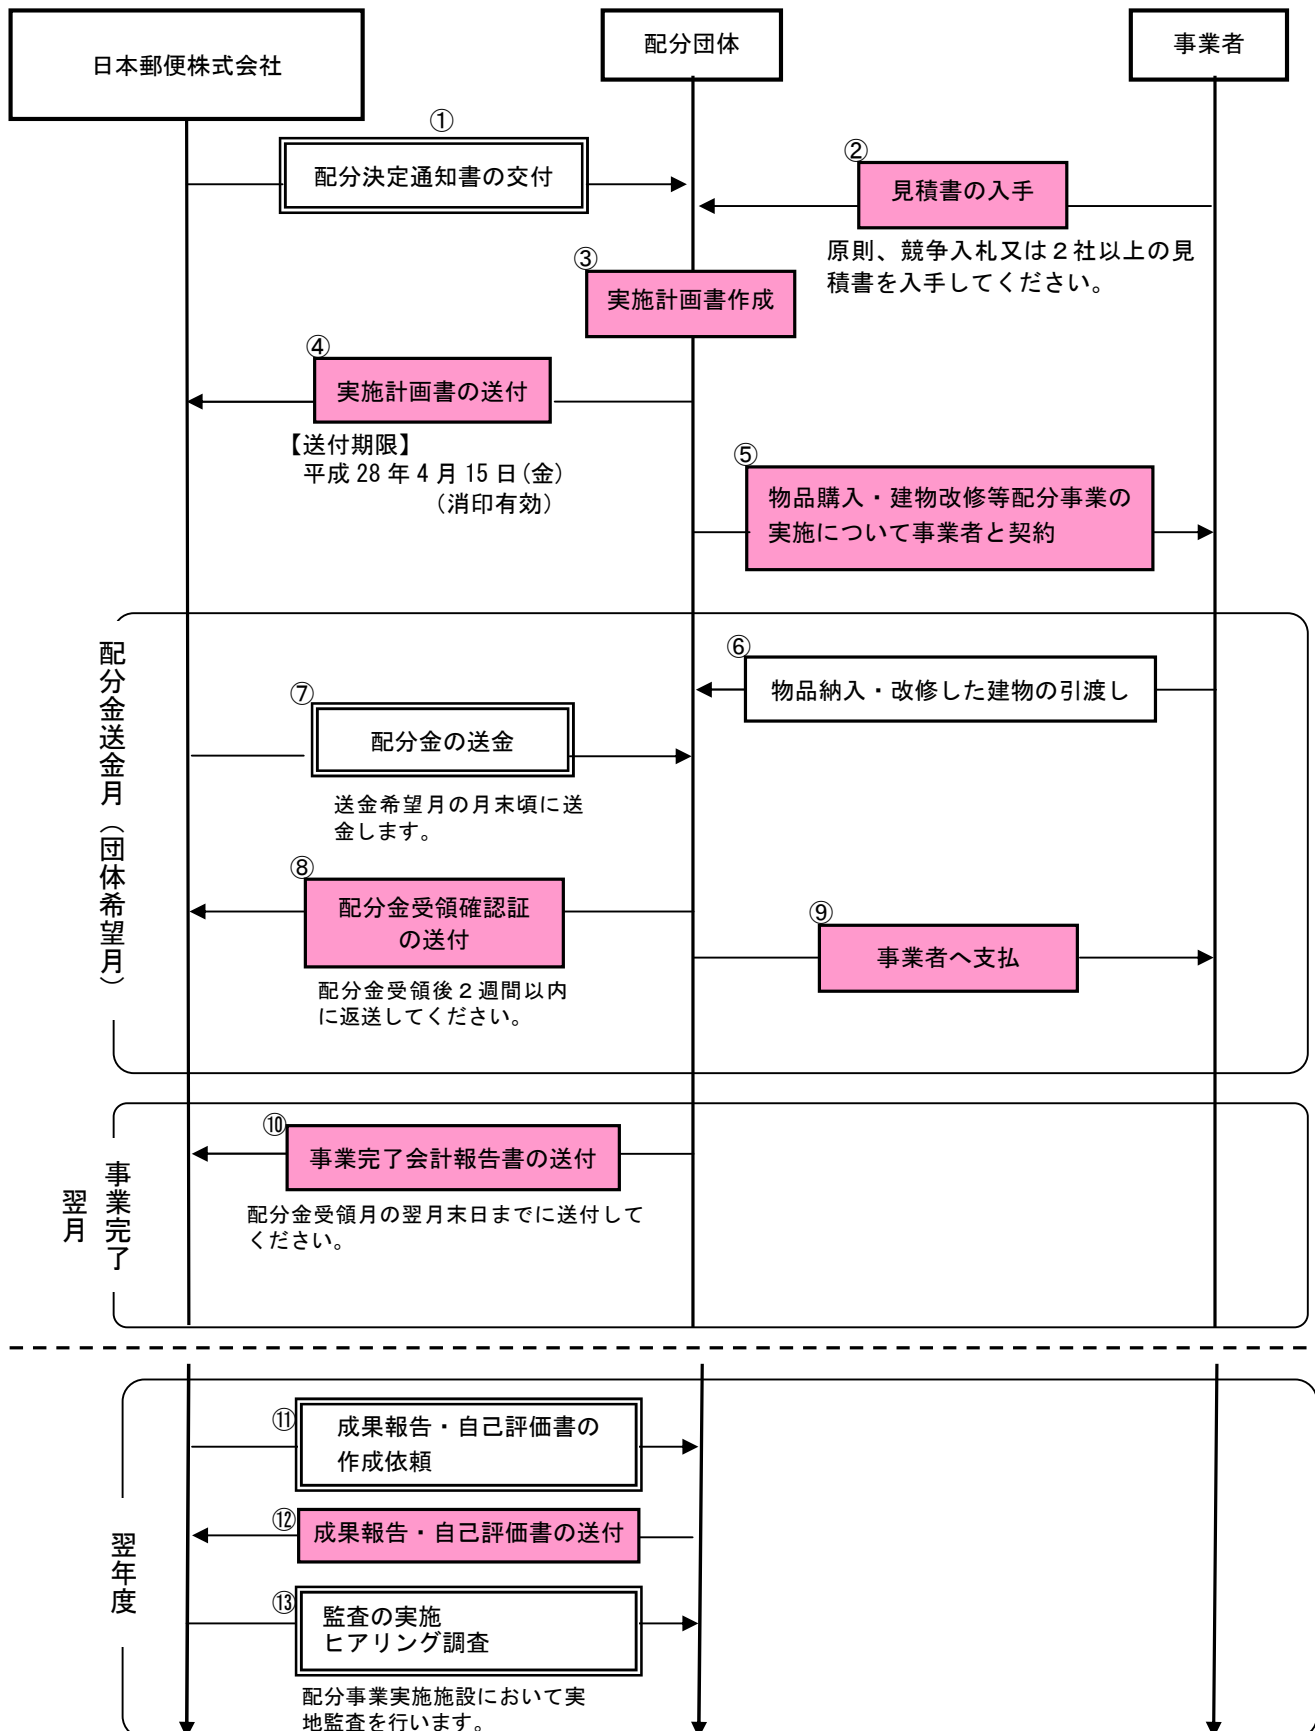 日本郵便株式会社
配分団体
事業者
①
配分決定通知書の交付
②
見積書の入手
原則、競争入札又は２社以上の見
積書を入手してください。
③
実施計画書作成
④
実施計画書の送付
【送付期限】
平成 28 年 4 月 15 日(金)
（消印有効）
⑤
物品購入・建物改修等配分事業の
実施について事業者と契約
配分金送金月（団体希望月）
⑥
物品納入・改修した建物の引渡し
⑦
配分金の送金
送金希望月の月末頃に送
金します。
⑧
配分金受領確認証
の送付
配分金受領後２週間以内
に返送してください。
⑨
事業者へ支払
事業完了
翌月
⑩
事業完了会計報告書の送付
配分金受領月の翌月末日までに送付して
ください。
翌年度
⑪
成果報告・自己評価書の
作成依頼
⑫
成果報告・自己評価書の送付
⑬
監査の実施
ヒアリング調査
配分事業実施施設において実
地監査を行います。